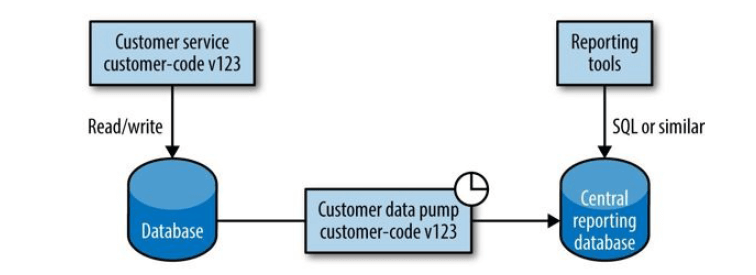 Customer service
customer-code v123
Reporting
tools
Read/write
SQL or similar
Database
Customer data pump
customer-code v123
Central
reporting
database